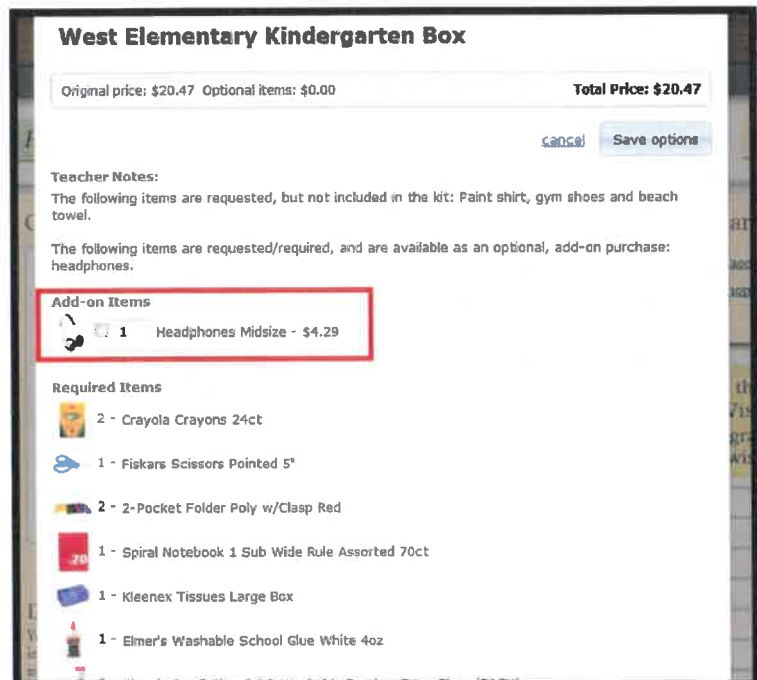 West Elementary Kindergarten Box
Original price: $20.47 Optional items: $0.00 Total Price: $20.47
cancel Save options
Teacher Notes:
The following items are requested, but not included in the kit: Paint shirt, gym shoes and beach
towel.
The following items are requested/required, and are available as an optional, add-on purchase:
headphones.
Add-on Items
1 Headphones Midsize - $4.29
Required Items
2 - Crayola Crayons 24ct
1 - Fiskars Scissors Pointed 5"
2 - 2-Pocket Folder Poly w/Clasp Red
1 - Spiral Notebook 1 Sub Wide Rule Assorted 70ct
70
1 - Kleenex Tissues Large Box
1 - Elmer's Washable School Glue White 4oz